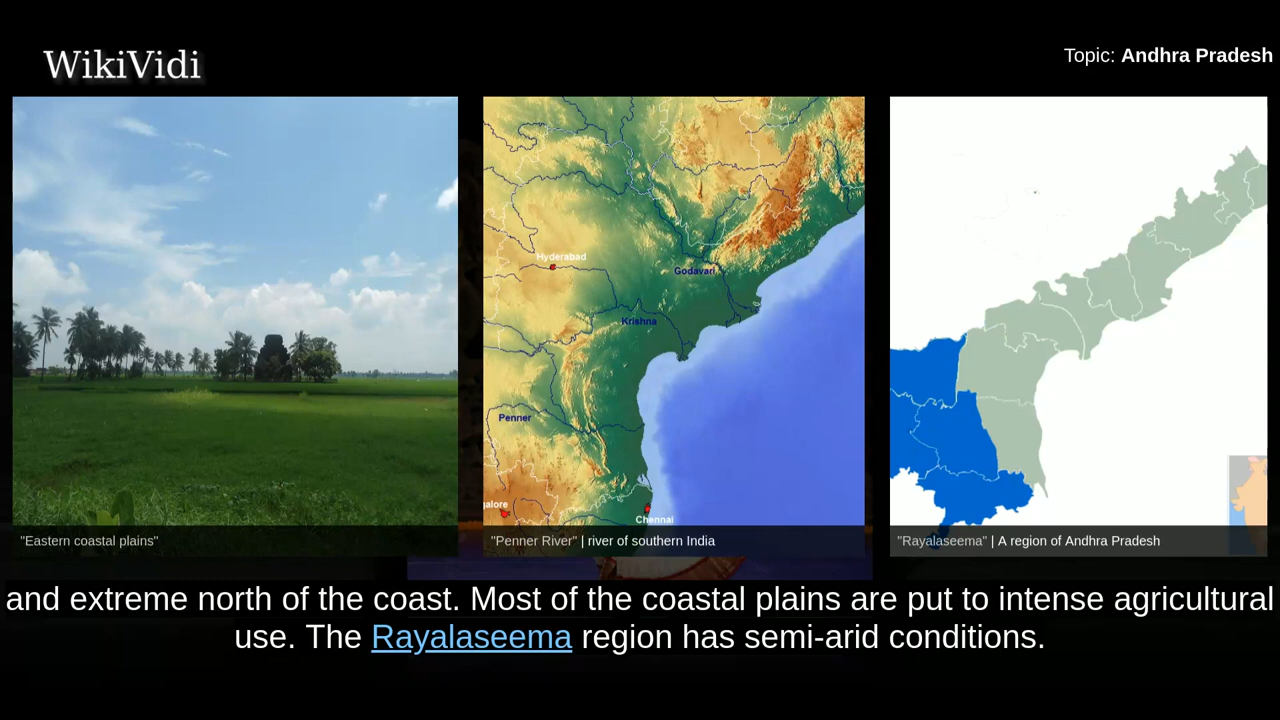 WikiVidi
Topic: Andhra Pradesh
Hyderabad
Godavari
Krishna
Penner
galore
Chennai
"Eastern coastal plains"
"Penner River" | river of southern India
"Rayalaseema" | A region of Andhra Pradesh
and extreme north of the coast. Most of the coastal plains are put to intense agricultural
use. The Rayalaseema region has semi-arid conditions.